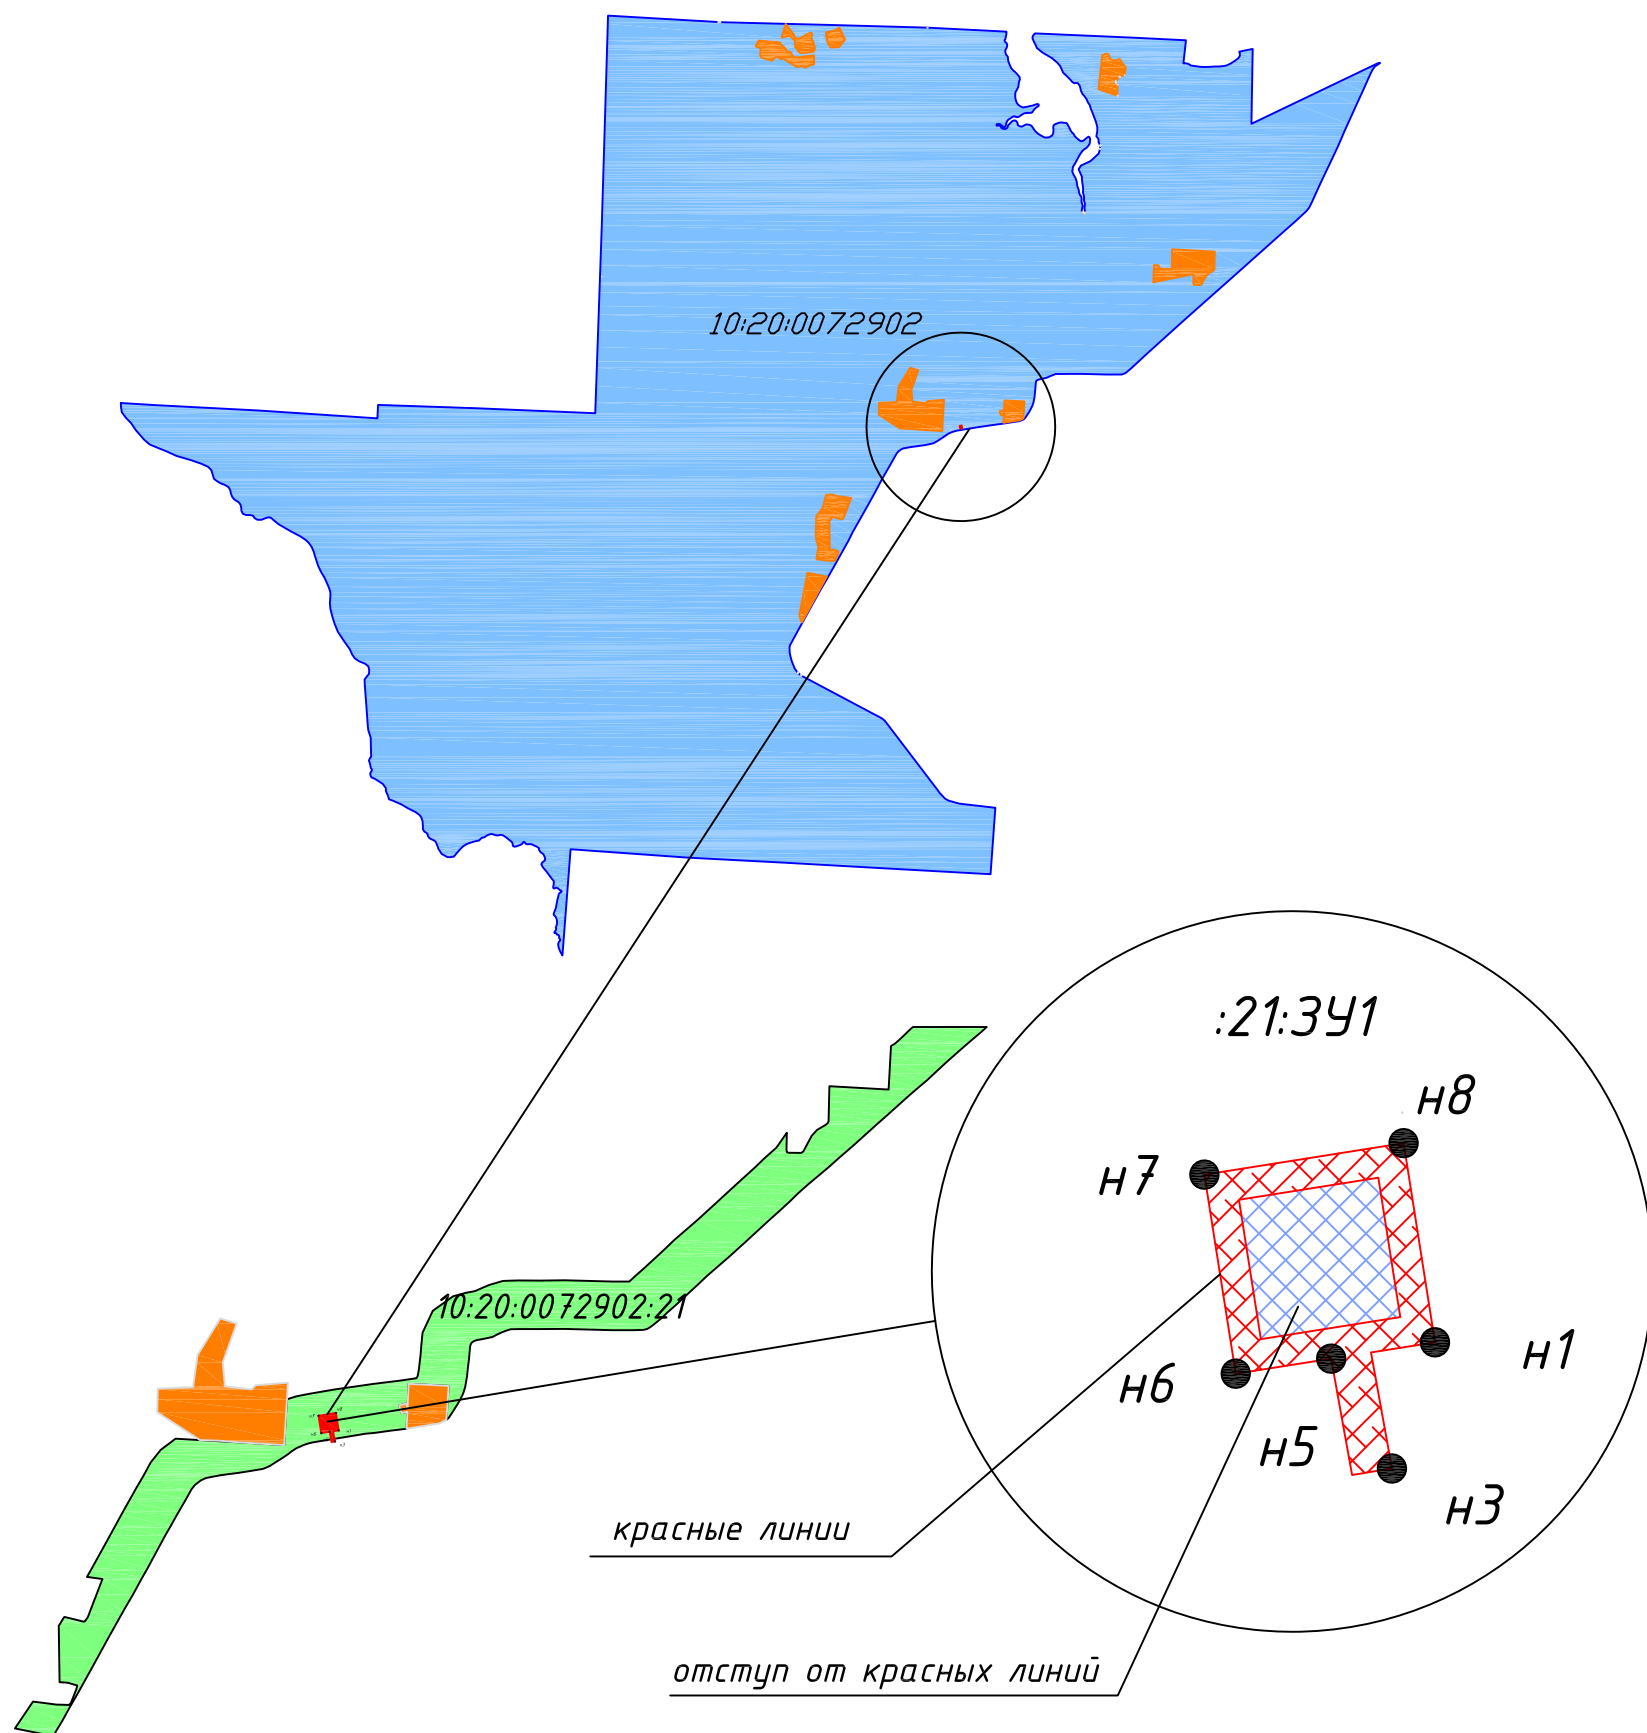 10:20:0072902
:21:ЗУ1
н8
н7
10:20:0072902:21
н1
н6
н5
н3
красные линии
отступ от красных линий